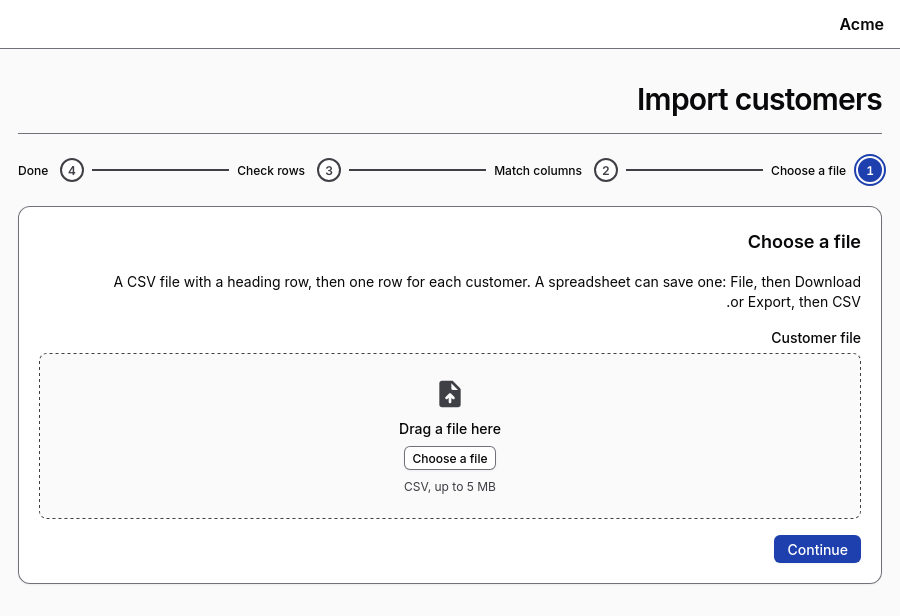 Acme
Import customers
1
Choose a file
2
Match columns
3
Check rows
4
Done
Choose a file
A CSV file with a heading row, then one row for each customer. A spreadsheet can save one: File, then Download
or Export, then CSV.
Customer file
Drag a file here
Choose a file
CSV, up to 5 MB
Continue